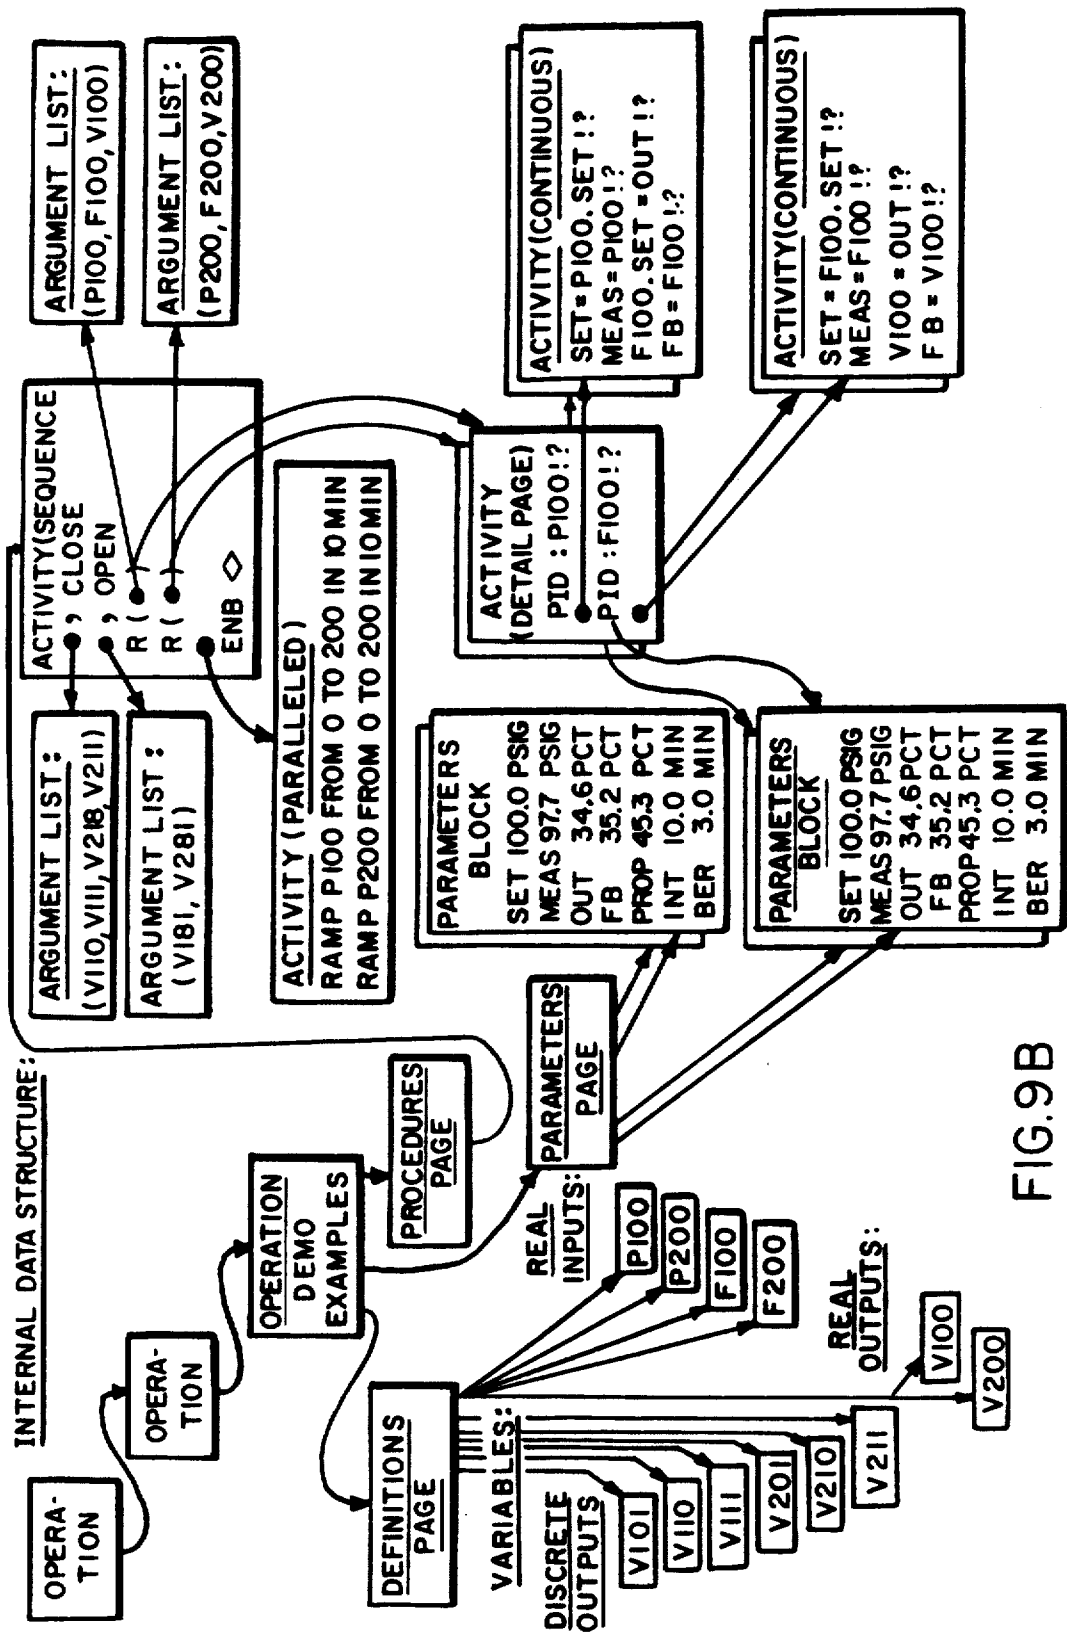 INTERNAL DATA STRUCTURE:
OPERA-
TION
OPERA-
TION
OPERATION
DEMO
EXAMPLES
PROCEDURES
PAGE
DEFINITIONS
PAGE
VARIABLES:
DISCRETE
OUTPUTS
V101
V110
V111
V201
V210
V211
REAL
INPUTS:
P100
P200
F100
F200
REAL
OUTPUTS:
V100
V200
PARAMETERS
PAGE
ARGUMENT LIST:
(V110,V111,V218,V211)
ARGUMENT LIST:
(V181, V281)
ACTIVITY(SEQUENCE
, CLOSE
, OPEN
R( )
R( )
ENB <>
ARGUMENT LIST:
(P100, F100, V100)
ARGUMENT LIST:
(P200, F200, V200)
ACTIVITY (PARALLELED)
RAMP P100 FROM 0 TO 200 IN 10 MIN
RAMP P200 FROM 0 TO 200 IN 10 MIN
PARAMETERS
BLOCK
SET 100.0 PSIG
MEAS 97.7 PSIG
OUT 34.6 PCT
FB 35.2 PCT
PROP 45.3 PCT
INT 10.0 MIN
BER 3.0 MIN
PARAMETERS
BLOCK
SET 100.0 PSIG
MEAS 97.7 PSIG
OUT 34.6 PCT
FB 35.2 PCT
PROP 45.3 PCT
INT 10.0 MIN
BER 3.0 MIN
ACTIVITY
(DETAIL PAGE)
PID : P100!?
PID : F100!?
ACTIVITY(CONTINUOUS)
SET = P100. SET !?
MEAS = P100 !?
F100. SET = OUT !?
FB = F100 !?
ACTIVITY(CONTINUOUS)
SET = F100. SET !?
MEAS = F100 !?
V100 = OUT !?
FB = V100 !?
FIG. 9B